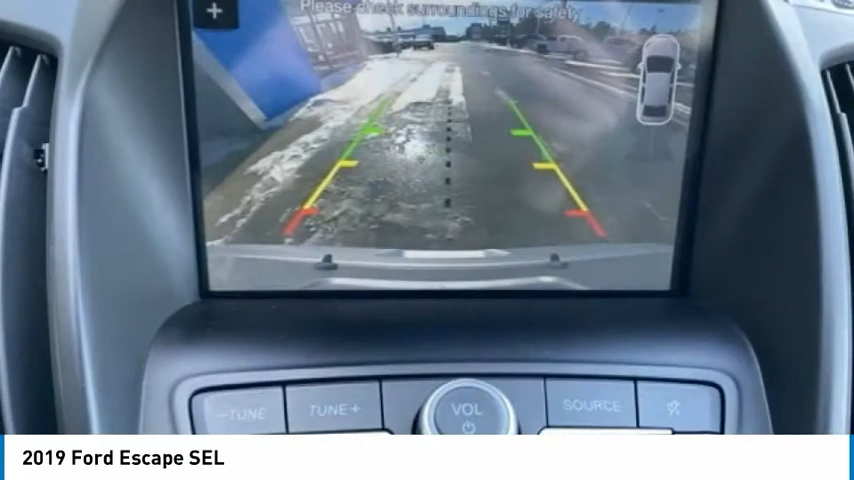 +
Please check surroundings for safety
-TUNE
TUNE+
VOL
SOURCE
2019 Ford Escape SEL